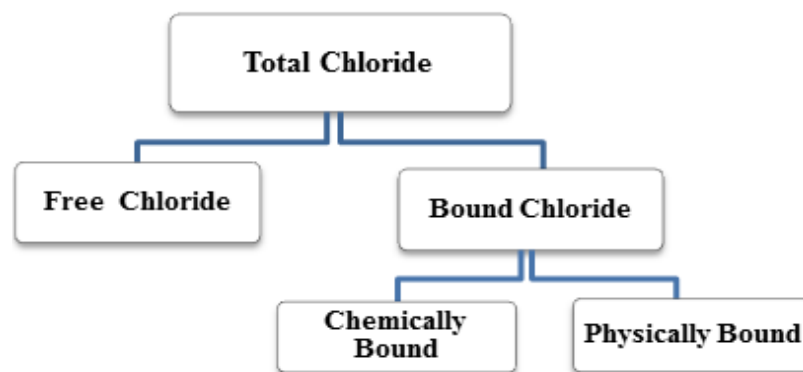 Total Chloride
Free Chloride
Bound Chloride
Chemically
Bound
Physically Bound